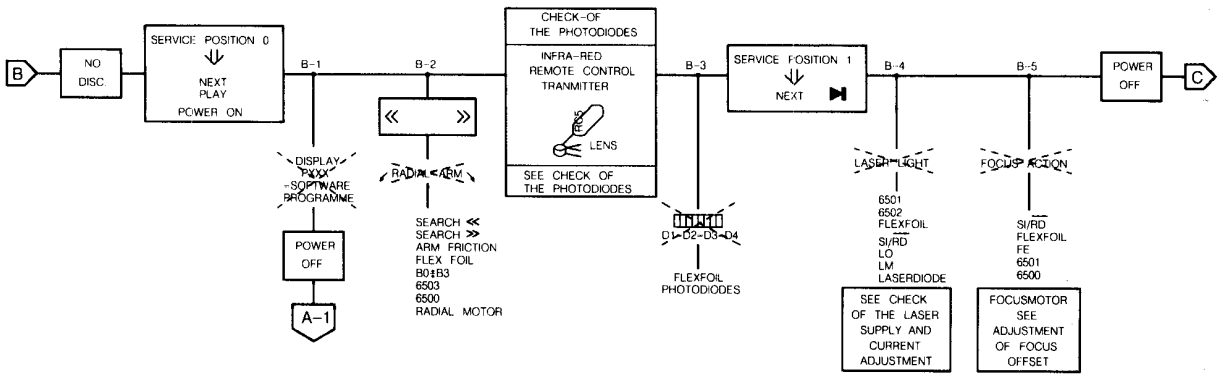 B
NO
DISC.
SERVICE POSITION 0
⇓
NEXT
PLAY
POWER ON
B-1
DISPLAY
PXXX
=SOFTWARE
PROGRAMME
POWER
OFF
A-1
B-2
« »
RADIAL ARM
SEARCH «
SEARCH »
ARM FRICTION
FLEX FOIL
B0‡B3
6503
6500
RADIAL MOTOR
CHECK-OF
THE PHOTODIODES
INFRA-RED
REMOTE CONTROL
TRANMITTER
RC5
LENS
SEE CHECK OF
THE PHOTODIODES
B-3
D1-D2-D3-D4
FLEXFOIL
PHOTODIODES
SERVICE POSITION 1
⇓
NEXT
B-4
LASER-LIGHT
6501
6502
FLEXFOIL
SI/R̅D̅
LO
LM
LASERDIODE
SEE CHECK
OF THE LASER
SUPPLY AND
CURRENT
ADJUSTMENT
B-5
FOCUS ACTION
SI/R̅D̅
FLEXFOIL
FE
6501
6500
FOCUSMOTOR
SEE
ADJUSTMENT
OF FOCUS
OFFSET
POWER
OFF
C